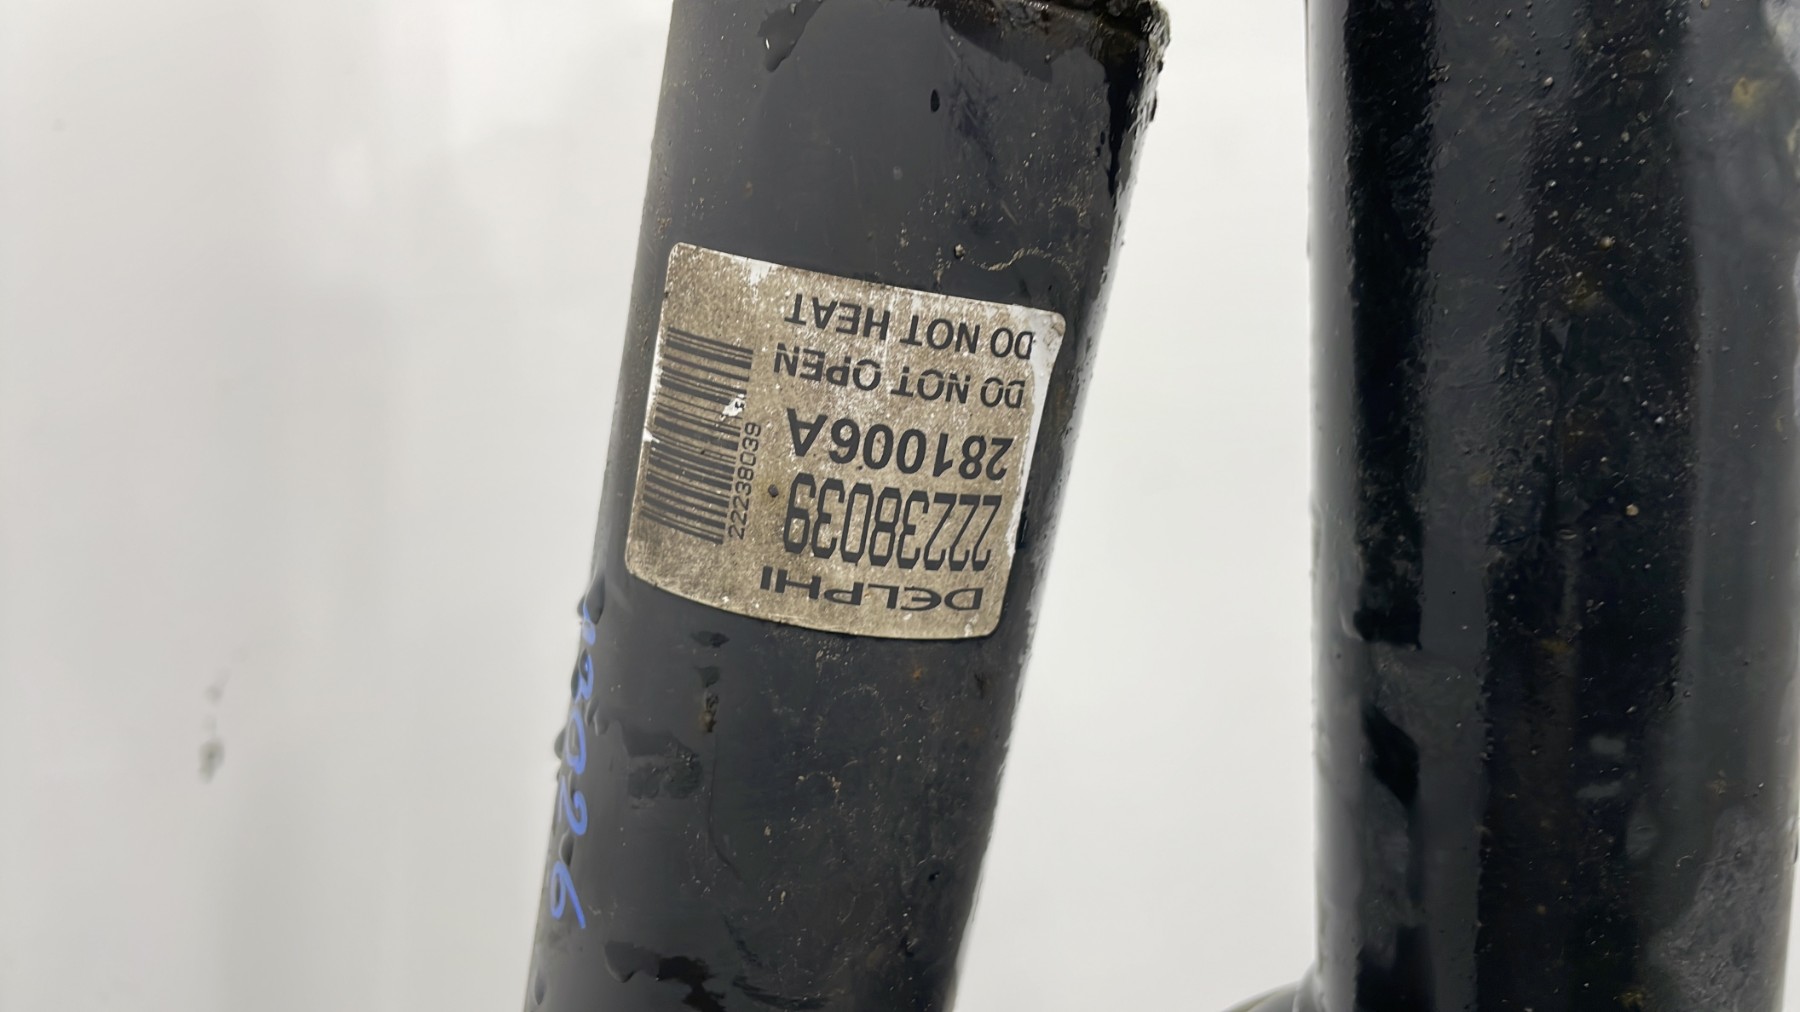 DELPHI
22238039
281006A
DO NOT OPEN
DO NOT HEAT
22238039